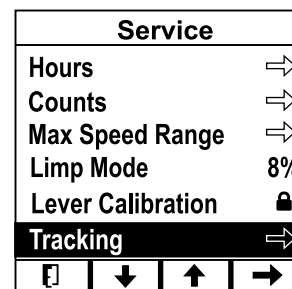 Service
Hours
Counts
Max Speed Range
Limp Mode 8%
Lever Calibration
Tracking